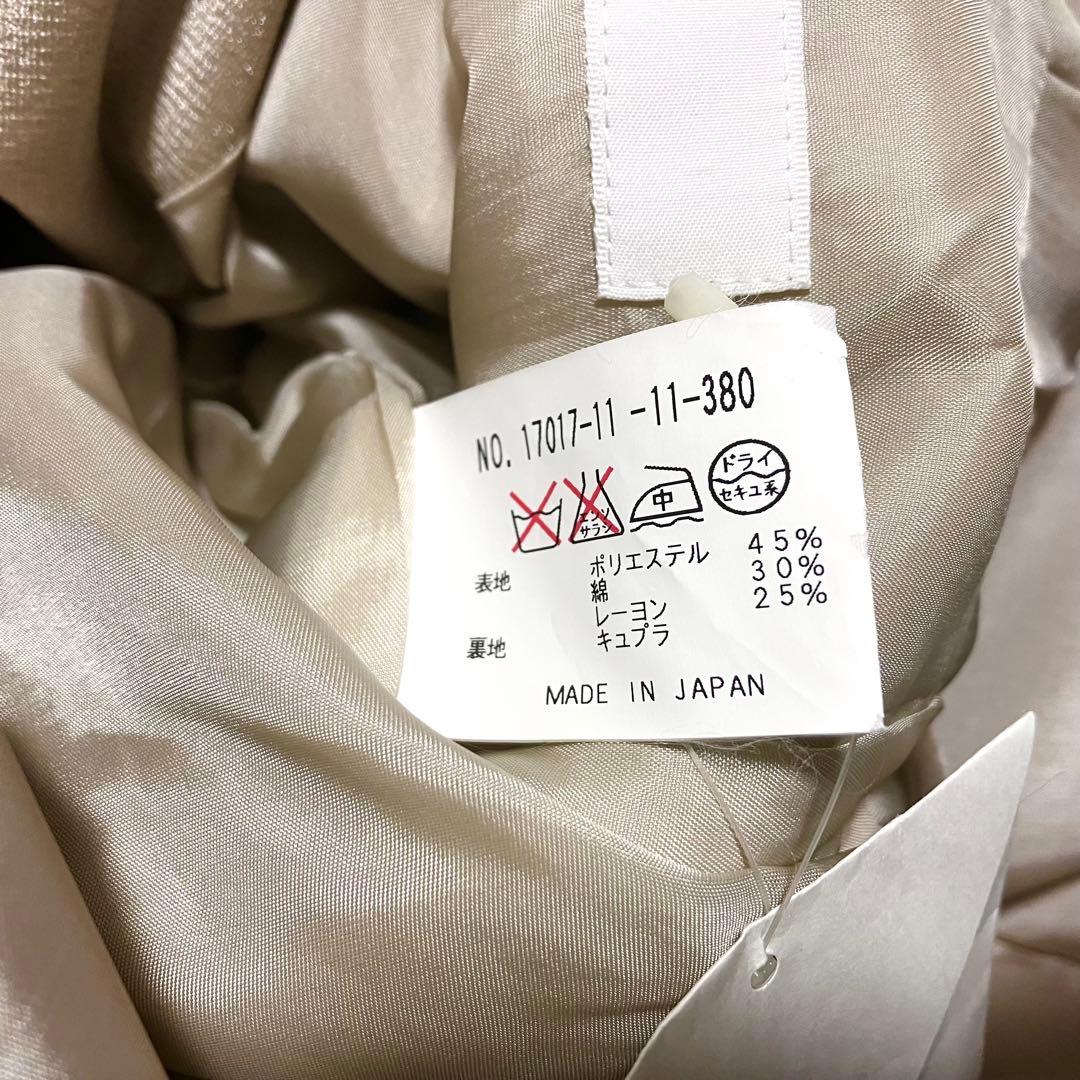 NO. 17017-11 -11-380
エンソ
サラシ
中
ドライ
セキユ系
表地 ポリエステル 45%
綿 30%
レーヨン 25%
裏地 キュプラ
MADE IN JAPAN